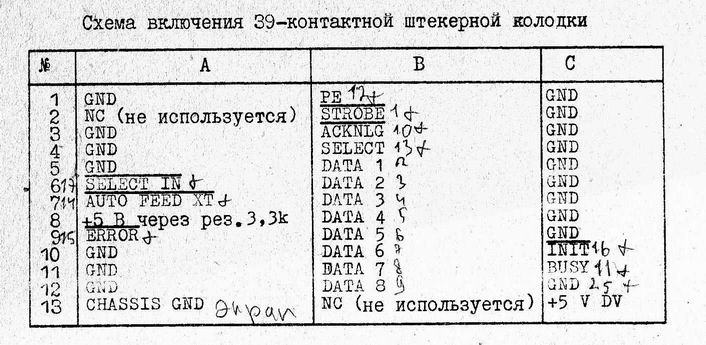 Схема включения 39-контактной штекерной колодки
№ A B C
1 GND PE 12+ GND
2 NC (не используется) STROBE 1+ GND
3 GND ACKNLG 10+ GND
4 GND SELECT 13+ GND
5 GND DATA 1 2 GND
6 17 SELECT IN + DATA 2 3 GND
7 14 AUTO FEED XT + DATA 3 4 GND
8 +5 В через рез.3,3k DATA 4 5 GND
9 15 ERROR + DATA 5 6 GND
10 GND DATA 6 7 INIT 16 +
11 GND DATA 7 8 BUSY 11 +
12 GND DATA 8 9 GND 25 +
13 CHASSIS GND экран NC (не используется) +5 V DV